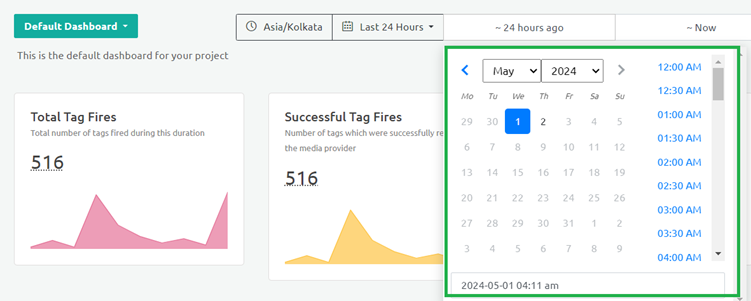 Default Dashboard
Asia/Kolkata
Last 24 Hours
~ 24 hours ago
~ Now
This is the default dashboard for your project
May 2024
Mo Tu We Th Fr Sa Su
29 30 1 2 3 4 5
6 7 8 9 10 11 12
13 14 15 16 17 18 19
20 21 22 23 24 25 26
27 28 29 30 31 1 2
3 4 5 6 7 8 9
12:00 AM
12:30 AM
01:00 AM
01:30 AM
02:00 AM
02:30 AM
03:00 AM
03:30 AM
04:00 AM
2024-05-01 04:11 am
Total Tag Fires
Total number of tags fired during this duration
516
Successful Tag Fires
Number of tags which were successfully
the media provider
516